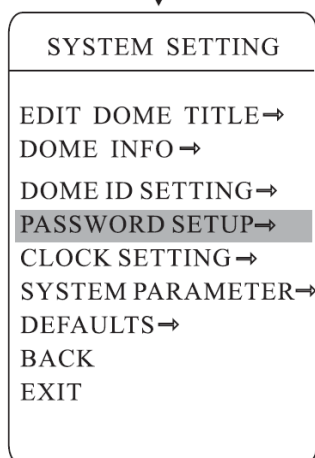 SYSTEM SETTING
EDIT DOME TITLE→
DOME INFO→
DOME ID SETTING→
PASSWORD SETUP→
CLOCK SETTING→
SYSTEM PARAMETER→
DEFAULTS→
BACK
EXIT